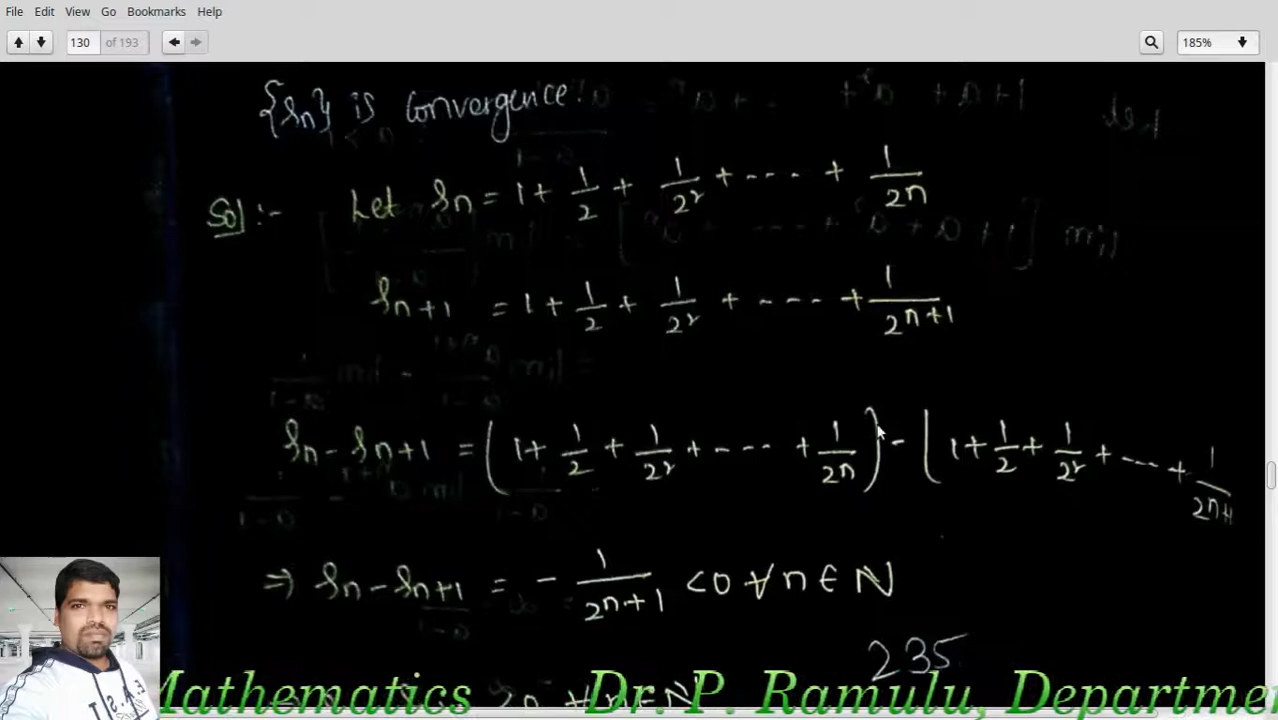 File Edit View Go Bookmarks Help
130 of 193 185%
{Sn} is Convergence.
Sol :- Let Sn = 1 + 1/2 + 1/2² + ---- + 1/2ⁿ
Sn+1 = 1 + 1/2 + 1/2² + ---- + 1/2ⁿ⁺¹
Sn - Sn+1 = (1 + 1/2 + 1/2² + ---- + 1/2ⁿ) - (1 + 1/2 + 1/2² + ---- + 1/2ⁿ⁺¹
⇒ Sn - Sn+1 = - 1/2ⁿ⁺¹ <0 ∀ n ∈ N
235
Mathematics Dr. P. Ramulu, Departme